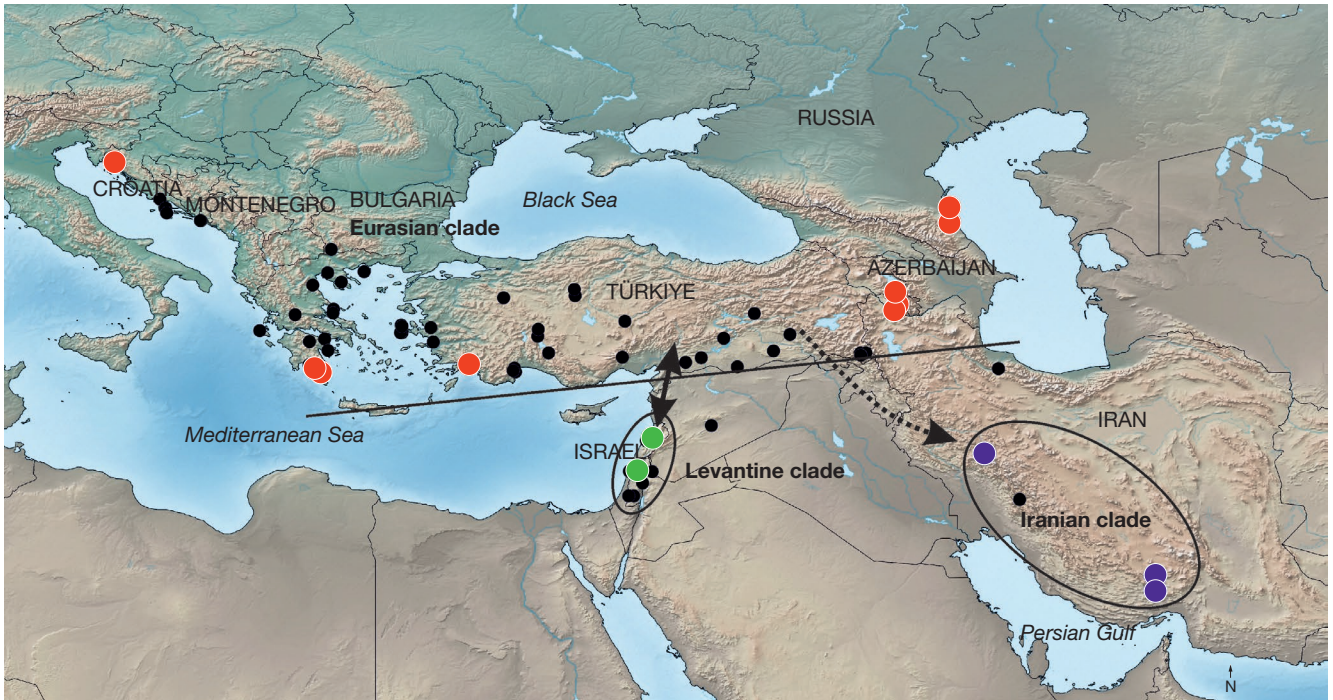 RUSSIA
CROATIA
MONTENEGRO
BULGARIA
Black Sea
Eurasian clade
AZERBAIJAN
TÜRKIYE
IRAN
Mediterranean Sea
ISRAEL
Levantine clade
Iranian clade
Persian Gulf
N